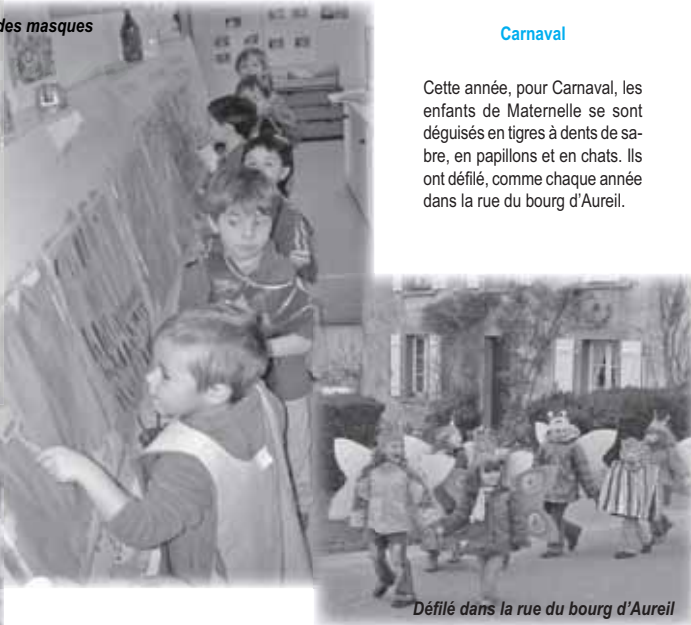 des masques
Carnaval
Cette année, pour Carnaval, les
enfants de Maternelle se sont
déguisés en tigres à dents de sa-
bre, en papillons et en chats. Ils
ont défilé, comme chaque année
dans la rue du bourg d'Aureil.
Défilé dans la rue du bourg d'Aureil